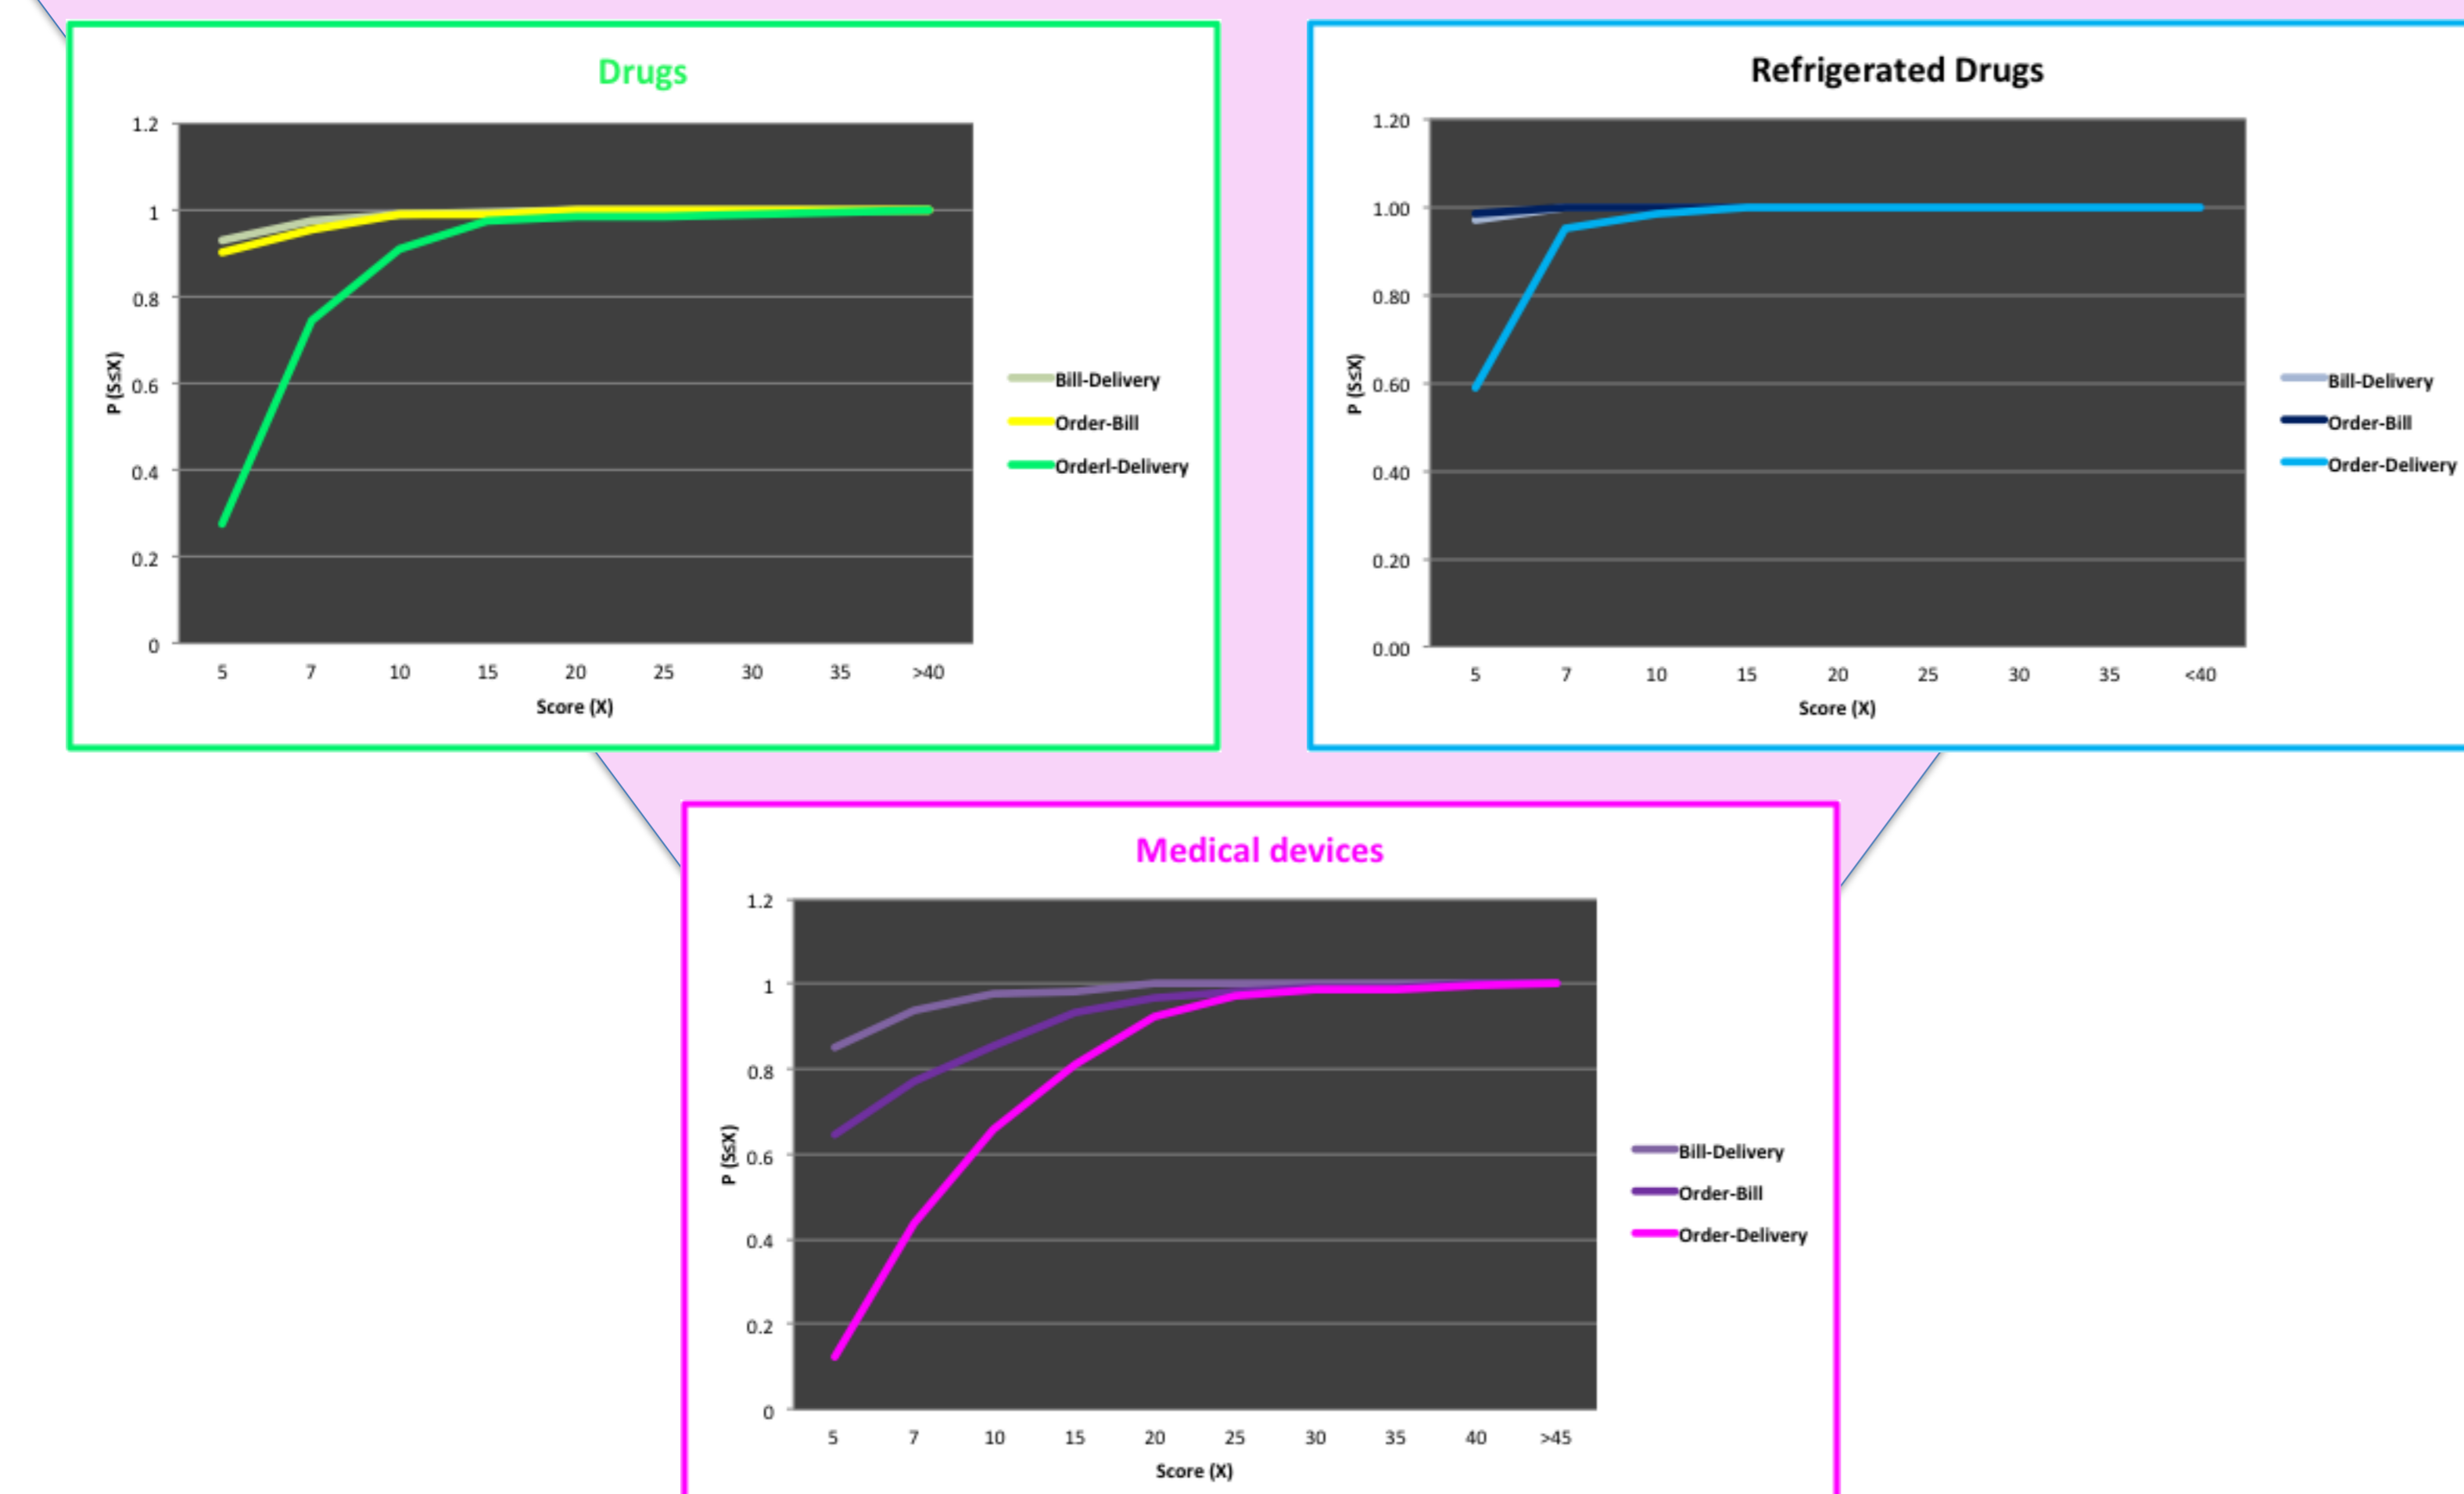 Drugs
1.2
1
0.8
0.6
0.4
0.2
0
P (S≤X)
5 7 10 15 20 25 30 35 >40
Score (X)
Bill-Delivery
Order-Bill
Orderl-Delivery
Refrigerated Drugs
1.20
1.00
0.80
0.60
0.40
0.20
0.00
P (S≤X)
5 7 10 15 20 25 30 35 <40
Score (X)
Bill-Delivery
Order-Bill
Order-Delivery
Medical devices
1.2
1
0.8
0.6
0.4
0.2
0
P (S≤X)
5 7 10 15 20 25 30 35 40 >45
Score (X)
Bill-Delivery
Order-Bill
Order-Delivery